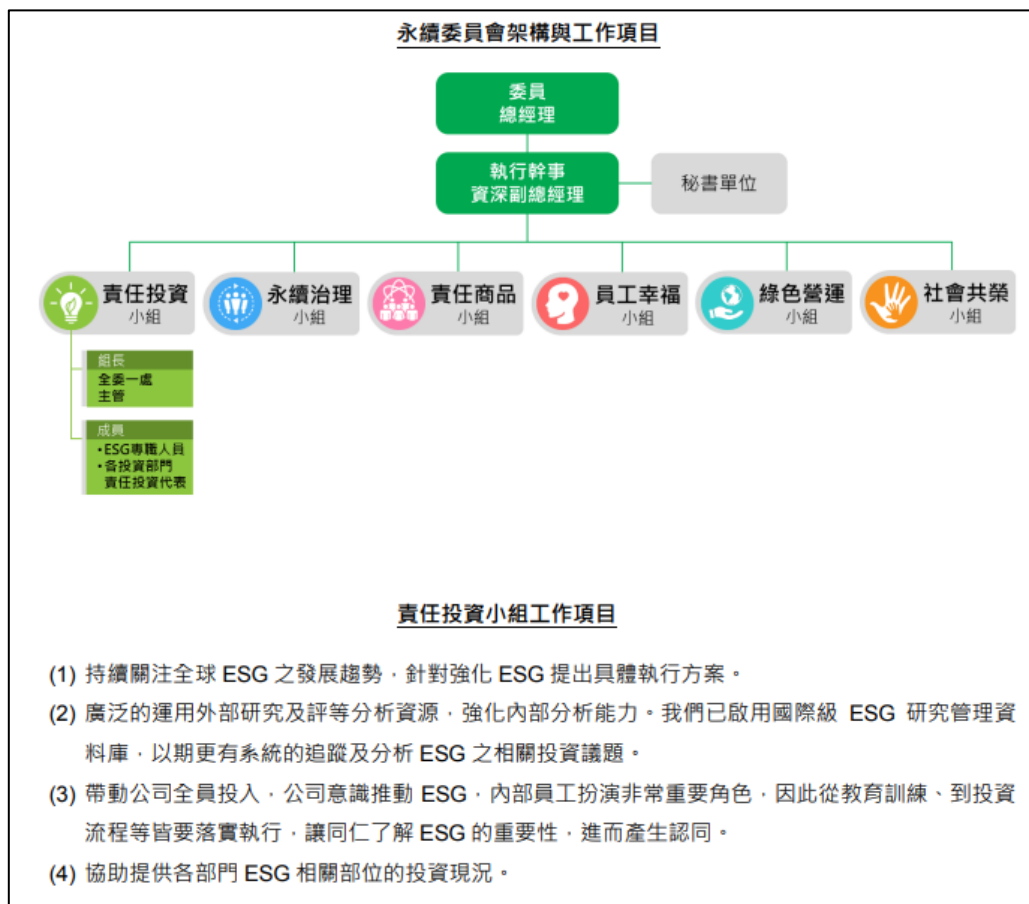 永續委員會架構與工作項目
委員
總經理
執行幹事
資深副總經理
秘書單位
責任投資
小組
永續治理
小組
責任商品
小組
員工幸福
小組
綠色營運
小組
社會共榮
小組
組長
全委一處
主管
成員
•ESG專職人員
•各投資部門
責任投資代表
責任投資小組工作項目
(1) 持續關注全球 ESG 之發展趨勢，針對強化 ESG 提出具體執行方案。
(2) 廣泛的運用外部研究及評等分析資源，強化內部分析能力。我們已啟用國際級 ESG 研究管理資
料庫，以期更有系統的追蹤及分析 ESG 之相關投資議題。
(3) 帶動公司全員投入，公司意識推動 ESG，內部員工扮演非常重要角色，因此從教育訓練、到投資
流程等皆要落實執行，讓同仁了解 ESG 的重要性，進而產生認同。
(4) 協助提供各部門 ESG 相關部位的投資現況。